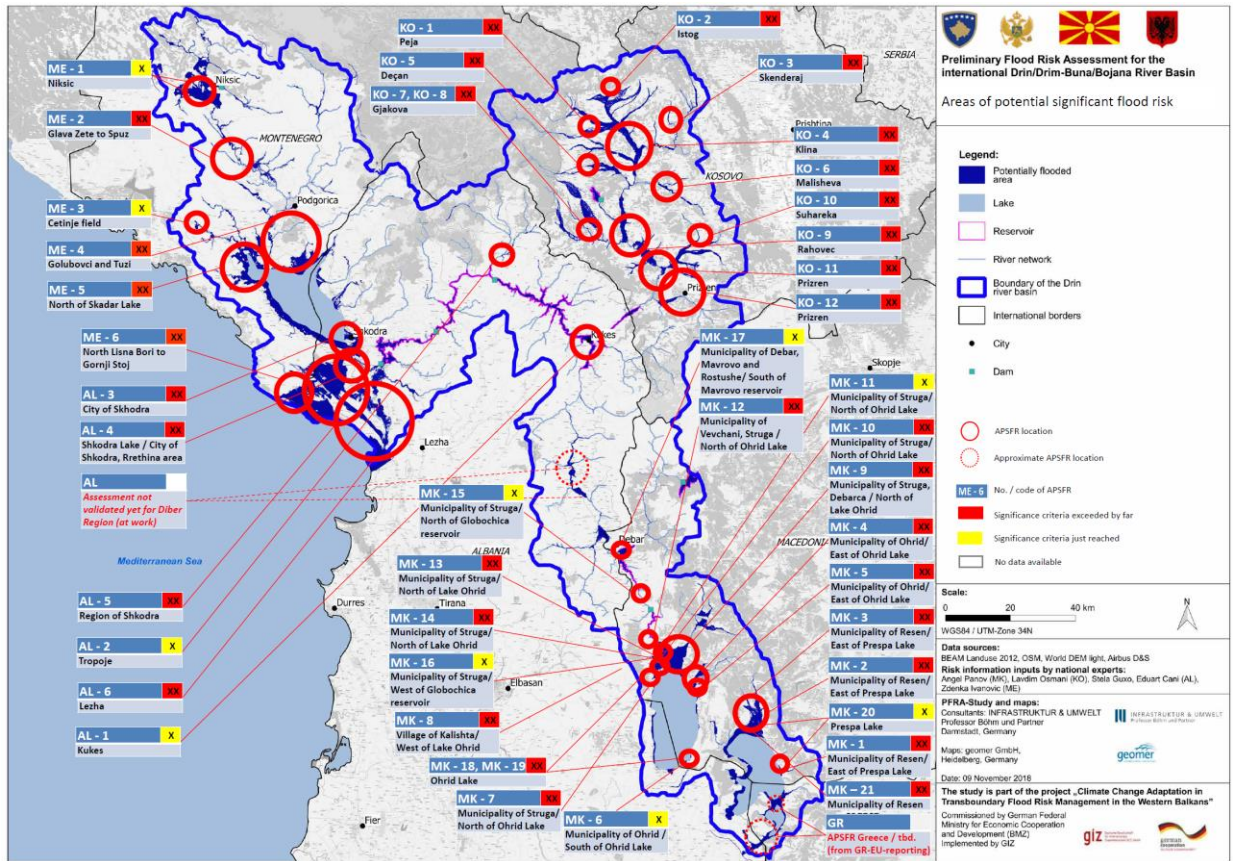 KO - 1 XX
Peja
KO - 2 XX
Istog
KO - 5 XX
Deçan
KO - 3 XX
Skenderaj
KO - 7, KO - 8 XX
Gjakova
KO - 4 XX
Klina
KO - 6 XX
Malisheva
KO - 10 XX
Suhareka
KO - 9 XX
Rahovec
KO - 11 XX
Prizren
KO - 12 XX
Prizren
ME - 1 X
Niksic
ME - 2 XX
Glava Zete to Spuz
ME - 3 X
Cetinje field
ME - 4 XX
Golubovci and Tuzi
ME - 5 XX
North of Skadar Lake
ME - 6 XX
North Lisna Bori to
Gornji Stoj
AL - 3 XX
City of Skhodra
AL - 4 XX
Shkodra Lake / City of
Shkodra, Rrethina area
AL
Assessment not
validated yet for Diber
Region (at work)
AL - 5 XX
Region of Shkodra
AL - 2 X
Tropoje
AL - 6 XX
Lezha
AL - 1 X
Kukes
MK - 17 X
Municipality of Debar,
Mavrovo and
Rostushe/ South of
Mavrovo reservoir
MK - 12 XX
Municipality of
Vevchani, Struga /
North of Ohrid Lake
MK - 11 X
Municipality of Struga/
North of Ohrid Lake
MK - 10 XX
Municipality of Struga/
North of Ohrid Lake
MK - 9 XX
Municipality of Struga,
Debarca / North of
Lake Ohrid
MK - 4 XX
Municipality of Ohrid/
East of Ohrid Lake
MK - 5 XX
Municipality of Ohrid/
East of Ohrid Lake
MK - 3 XX
Municipality of Resen/
East of Prespa Lake
MK - 2 XX
Municipality of Resen/
East of Prespa Lake
MK - 20 X
Prespa Lake
MK - 1 XX
Municipality of Resen/
East of Prespa Lake
MK – 21 XX
Municipality of Resen
GR
APSFR Greece / tbd.
(from GR-EU-reporting)
MK - 15 X
Municipality of Struga/
North of Globochica
reservoir
MK - 13 XX
Municipality of Struga/
North of Lake Ohrid
MK - 14 XX
Municipality of Struga/
North of Lake Ohrid
MK - 16 X
Municipality of Struga/
West of Globochica
reservoir
MK - 8 XX
Village of Kalishta/
West of Lake Ohrid
MK - 18, MK - 19 XX
Ohrid Lake
MK - 7 XX
Municipality of Struga/
North of Ohrid Lake
MK - 6 X
Municipality of Ohrid /
South of Ohrid Lake
Niksic
MONTENEGRO
Podgorica
SERBIA
Prishtina
KOSOVO
Prizren
Skopje
Lezha
Debar
ALBANIA
Mediterranean Sea
Durres
Tirana
Elbasan
Fier
Preliminary Flood Risk Assessment for the
international Drin/Drim-Buna/Bojana River Basin
Areas of potential significant flood risk
Legend:
Potentially flooded
area
Lake
Reservoir
River network
Boundary of the Drin
river basin
International borders
City
Dam
APSFR location
Approximate APSFR location
ME - 6 No. / code of APSFR
Significance criteria exceeded by far
Significance criteria just reached
No data available
Scale:
0 20 40 km
N
WGS84 / UTM-Zone 34N
Data sources:
BEAM Landuse 2012, OSM, World DEM light, Airbus D&S
Risk information inputs by national experts:
Angel Panov (MK), Lavdim Osmani (KO), Stela Guxo, Eduart Cani (AL),
Zdenka Ivanovic (ME)
PFRA-Study and maps:
Consultants: INFRASTRUKTUR & UMWELT
Professor Böhm und Partner
Darmstadt, Germany
INFRASTRUKTUR & UMWELT
Professor Böhm und Partner
Maps: geomer GmbH,
Heidelberg, Germany
geomer
Date: 09 November 2018
The study is part of the project „Climate Change Adaptation in
Transboundary Flood Risk Management in the Western Balkans"
Commissioned by German Federal
Ministry for Economic Cooperation
and Development (BMZ)
Implemented by GIZ
giz
german
cooperation